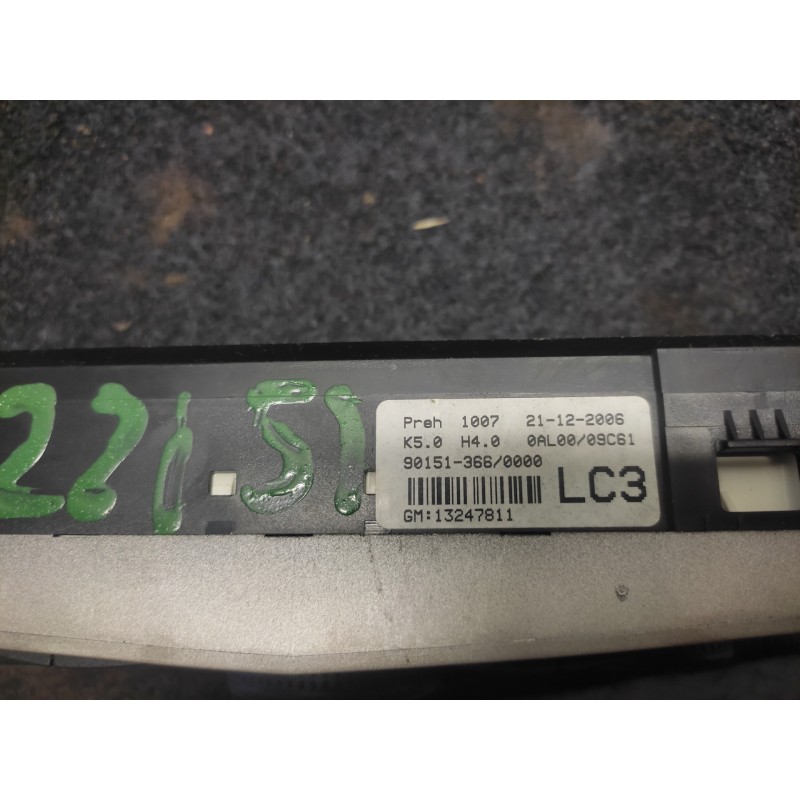 22151
Preh 1007 21-12-2006
K5.0 H4.0 0AL00/09C61
90151-366/0000
LC3
GM:13247811